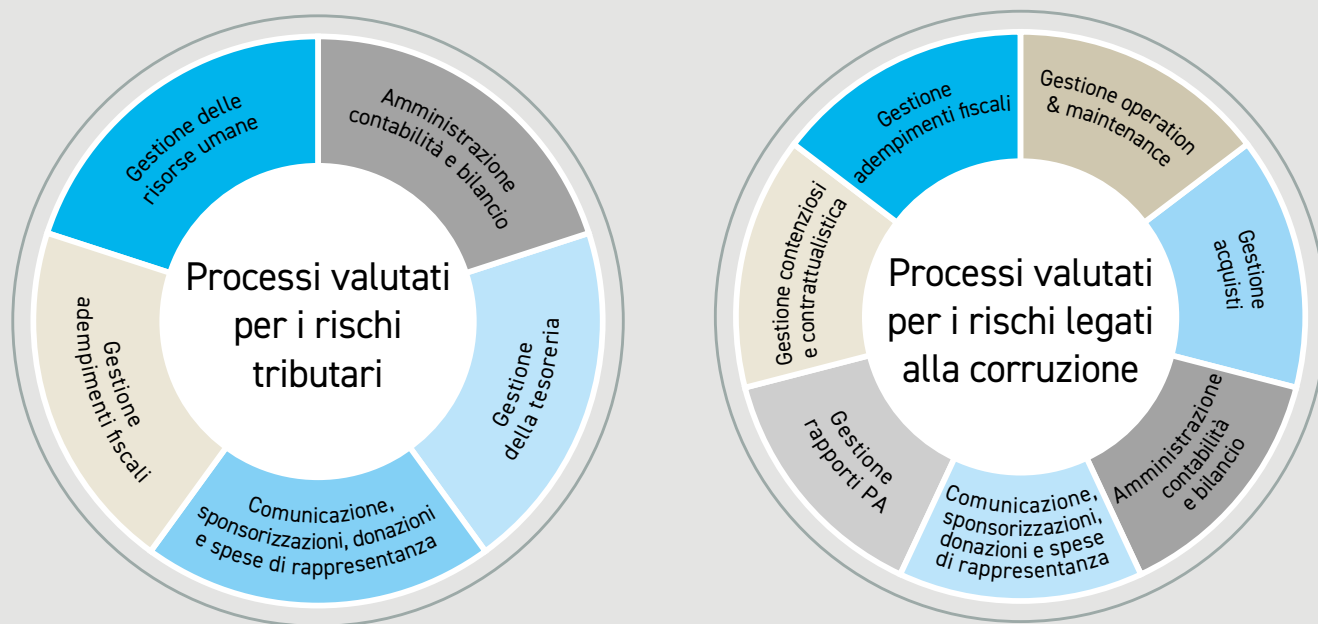 Gestione delle
risorse umane
Amministrazione
contabilità e bilancio
Gestione
della tesoreria
Comunicazione,
sponsorizzazioni, donazioni
e spese di rappresentanza
Gestione
adempimenti fiscali
Processi valutati
per i rischi
tributari
Gestione
adempimenti fiscali
Gestione operation
& maintenance
Gestione
acquisti
Amministrazione
contabilità
e bilancio
Comunicazione,
sponsorizzazioni,
donazioni e spese
di rappresentanza
Gestione
rapporti PA
Gestione contenziosi
e contrattualistica
Processi valutati
per i rischi legati
alla corruzione